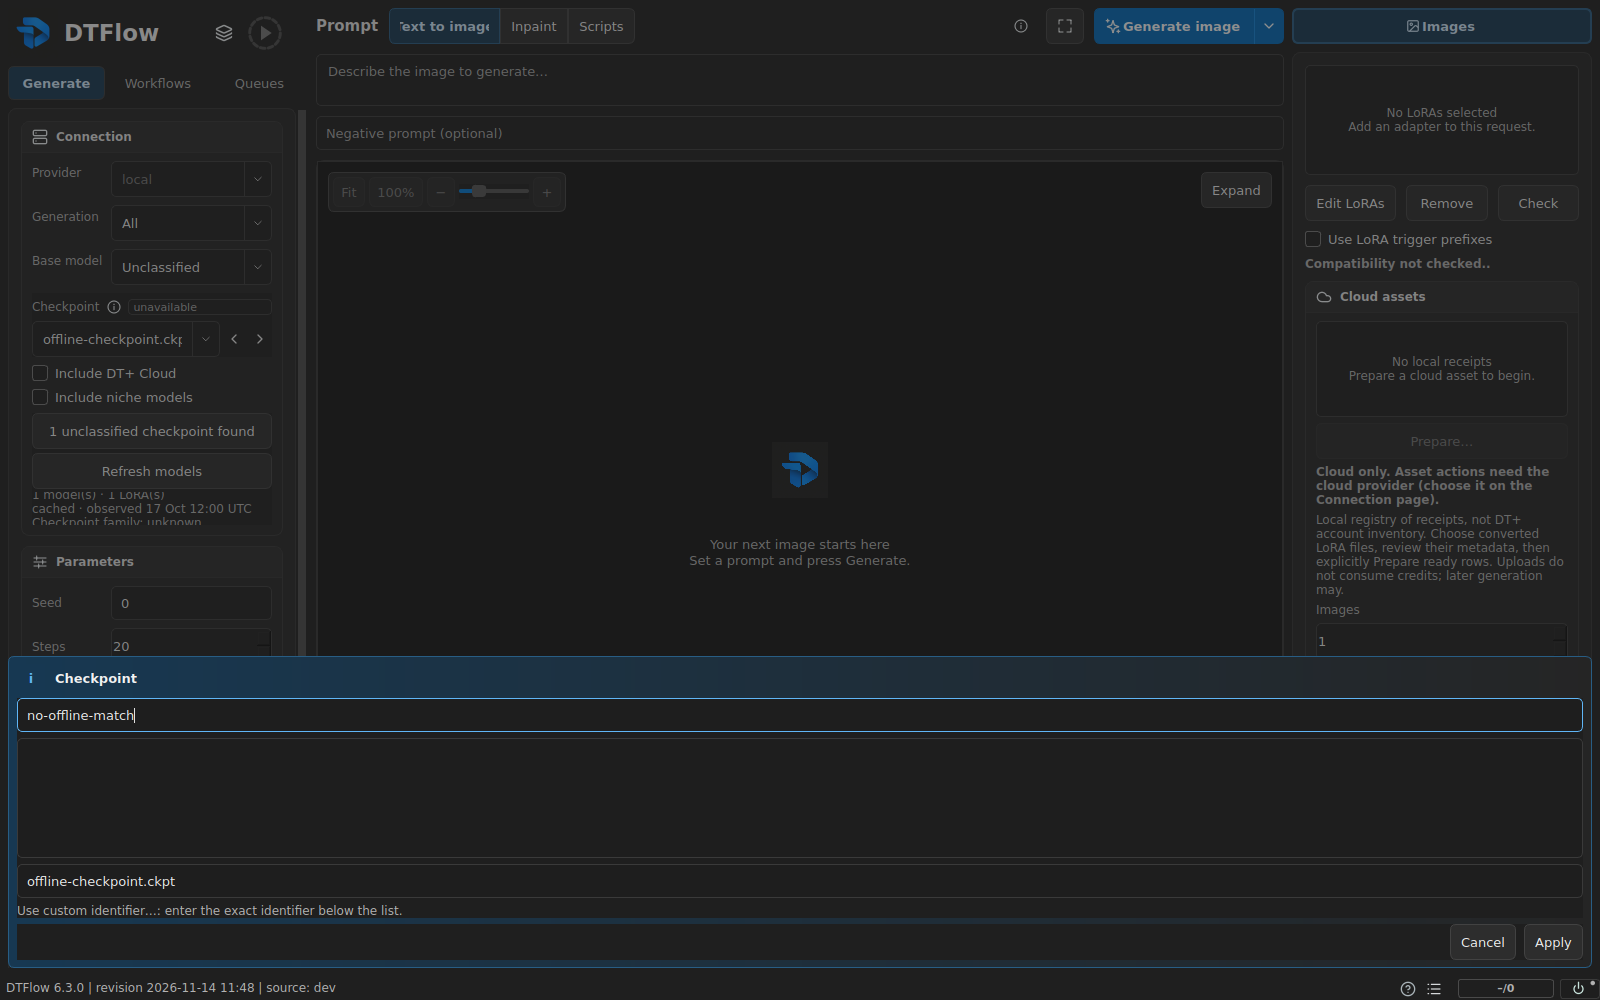 DTFlow
Generate
Workflows
Queues
Connection
Provider
local
Generation
All
Base model
Unclassified
Checkpoint
unavailable
offline-checkpoint.ckp
Include DT+ Cloud
Include niche models
1 unclassified checkpoint found
Refresh models
1 model(s) · 1 LoRA(s)
cached · observed 17 Oct 12:00 UTC
Checkpoint family: unknown
Parameters
Seed
0
Steps
20
Prompt
Text to image
Inpaint
Scripts
Generate image
Describe the image to generate...
Negative prompt (optional)
Fit
100%
−
+
Expand
Your next image starts here
Set a prompt and press Generate.
Images
No LoRAs selected
Add an adapter to this request.
Edit LoRAs
Remove
Check
Use LoRA trigger prefixes
Compatibility not checked..
Cloud assets
No local receipts
Prepare a cloud asset to begin.
Prepare...
Cloud only. Asset actions need the
cloud provider (choose it on the
Connection page).
Local registry of receipts, not DT+
account inventory. Choose converted
LoRA files, review their metadata, then
explicitly Prepare ready rows. Uploads do
not consume credits; later generation
may.
Images
1
i
Checkpoint
no-offline-match
offline-checkpoint.ckpt
Use custom identifier...: enter the exact identifier below the list.
Cancel
Apply
DTFlow 6.3.0 | revision 2026-11-14 11:48 | source: dev
–/0